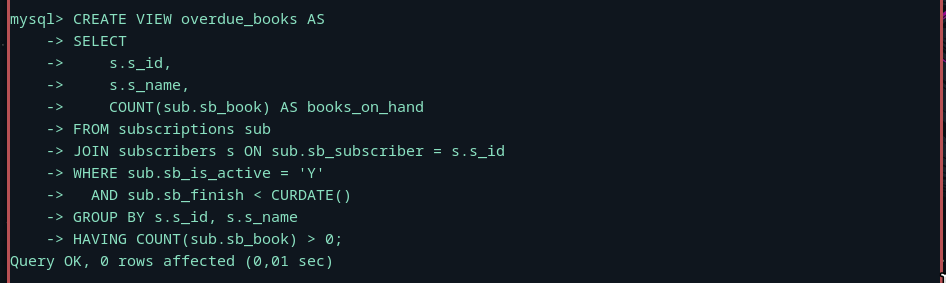 mysql> CREATE VIEW overdue_books AS
    -> SELECT
    ->     s.s_id,
    ->     s.s_name,
    ->     COUNT(sub.sb_book) AS books_on_hand
    -> FROM subscriptions sub
    -> JOIN subscribers s ON sub.sb_subscriber = s.s_id
    -> WHERE sub.sb_is_active = 'Y'
    ->   AND sub.sb_finish < CURDATE()
    -> GROUP BY s.s_id, s.s_name
    -> HAVING COUNT(sub.sb_book) > 0;
Query OK, 0 rows affected (0,01 sec)